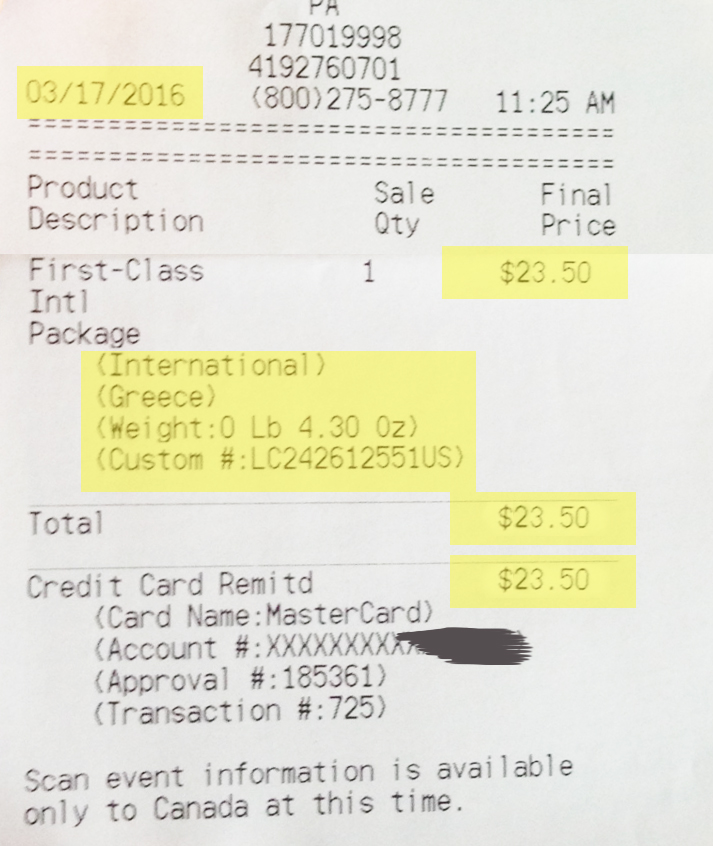 PA
177019998
4192760701
03/17/2016 (800)275-8777 11:25 AM
========================================
========================================
Product Sale Final
Description Qty Price
First-Class 1 $23.50
Intl
Package
(International)
(Greece)
(Weight:0 Lb 4.30 Oz)
(Custom #:LC242612551US)
Total $23.50
Credit Card Remitd $23.50
(Card Name:MasterCard)
(Account #:XXXXXXXXXX
(Approval #:185361)
(Transaction #:725)
Scan event information is available
only to Canada at this time.